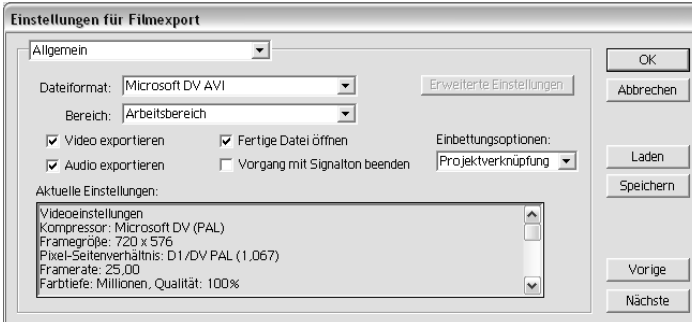 Einstellungen für Filmexport
Allgemein
OK
Dateiformat: Microsoft DV AVI
Erweiterte Einstellungen
Abbrechen
Bereich: Arbeitsbereich
Video exportieren
Fertige Datei öffnen
Einbettungsoptionen:
Audio exportieren
Vorgang mit Signalton beenden
Projektverknüpfung
Laden
Aktuelle Einstellungen:
Speichern
Videoeinstellungen
Kompressor: Microsoft DV (PAL)
Framegröße: 720 x 576
Pixel-Seitenverhältnis: D1/DV PAL (1,067)
Framerate: 25,00
Farbtiefe: Millionen, Qualität: 100%
Vorige
Nächste